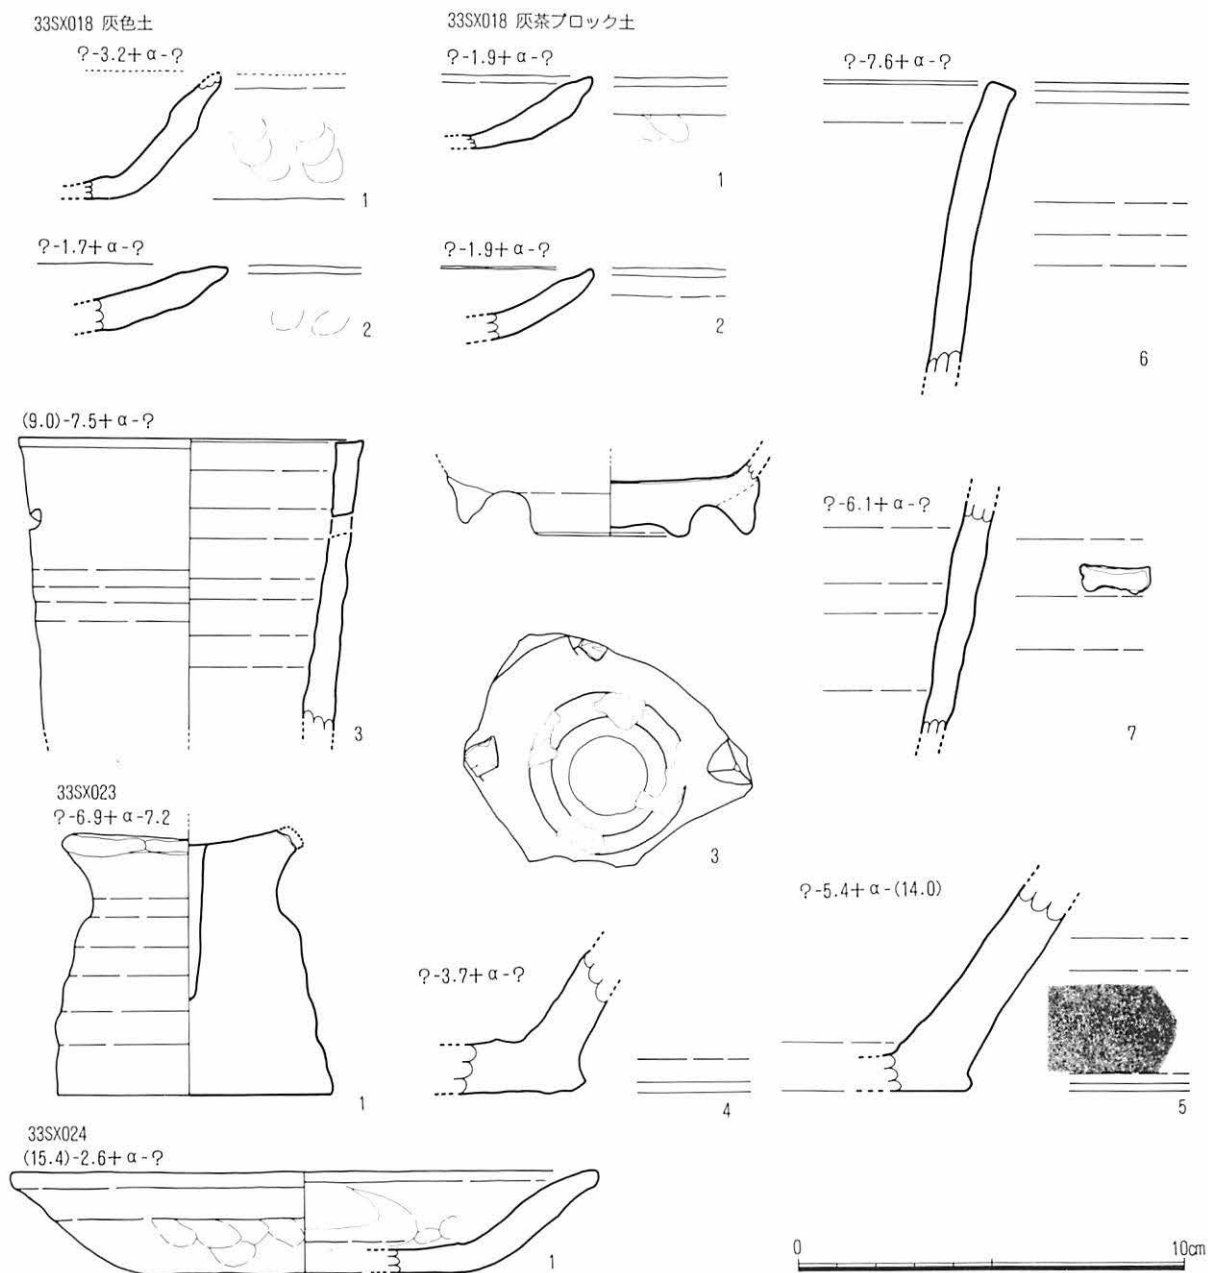 33SX018 灰色土
?-3.2+α-?
1
?-1.7+α-?
2
(9.0)-7.5+α-?
3
33SX023
?-6.9+α-7.2
1
33SX024
(15.4)-2.6+α-?
1
33SX018 灰茶ブロック土
?-1.9+α-?
1
?-1.9+α-?
2
3
?-3.7+α-?
4
?-7.6+α-?
6
?-6.1+α-?
7
?-5.4+α-(14.0)
5
0 10cm